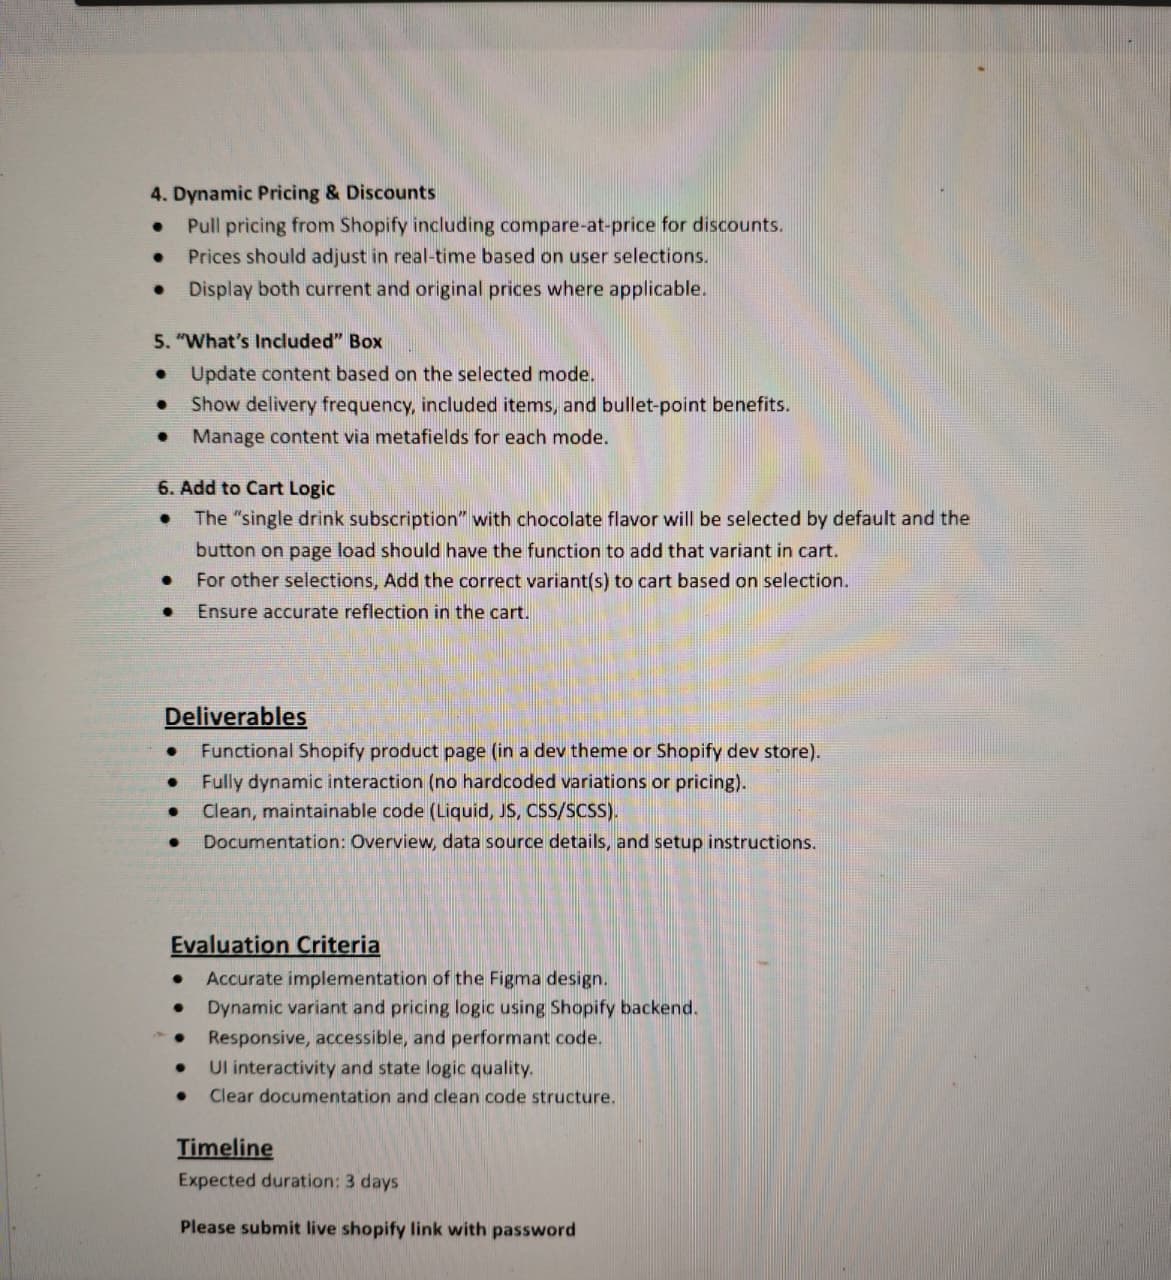 4. Dynamic Pricing & Discounts
• Pull pricing from Shopify including compare-at-price for discounts.
• Prices should adjust in real-time based on user selections.
• Display both current and original prices where applicable.
5. “What’s Included” Box
• Update content based on the selected mode.
• Show delivery frequency, included items, and bullet-point benefits.
• Manage content via metafields for each mode.
6. Add to Cart Logic
• The “single drink subscription” with chocolate flavor will be selected by default and the
button on page load should have the function to add that variant in cart.
• For other selections, Add the correct variant(s) to cart based on selection.
• Ensure accurate reflection in the cart.
Deliverables
• Functional Shopify product page (in a dev theme or Shopify dev store).
• Fully dynamic interaction (no hardcoded variations or pricing).
• Clean, maintainable code (Liquid, JS, CSS/SCSS).
• Documentation: Overview, data source details, and setup instructions.
Evaluation Criteria
• Accurate implementation of the Figma design.
• Dynamic variant and pricing logic using Shopify backend.
• Responsive, accessible, and performant code.
• UI interactivity and state logic quality.
• Clear documentation and clean code structure.
Timeline
Expected duration: 3 days
Please submit live shopify link with password